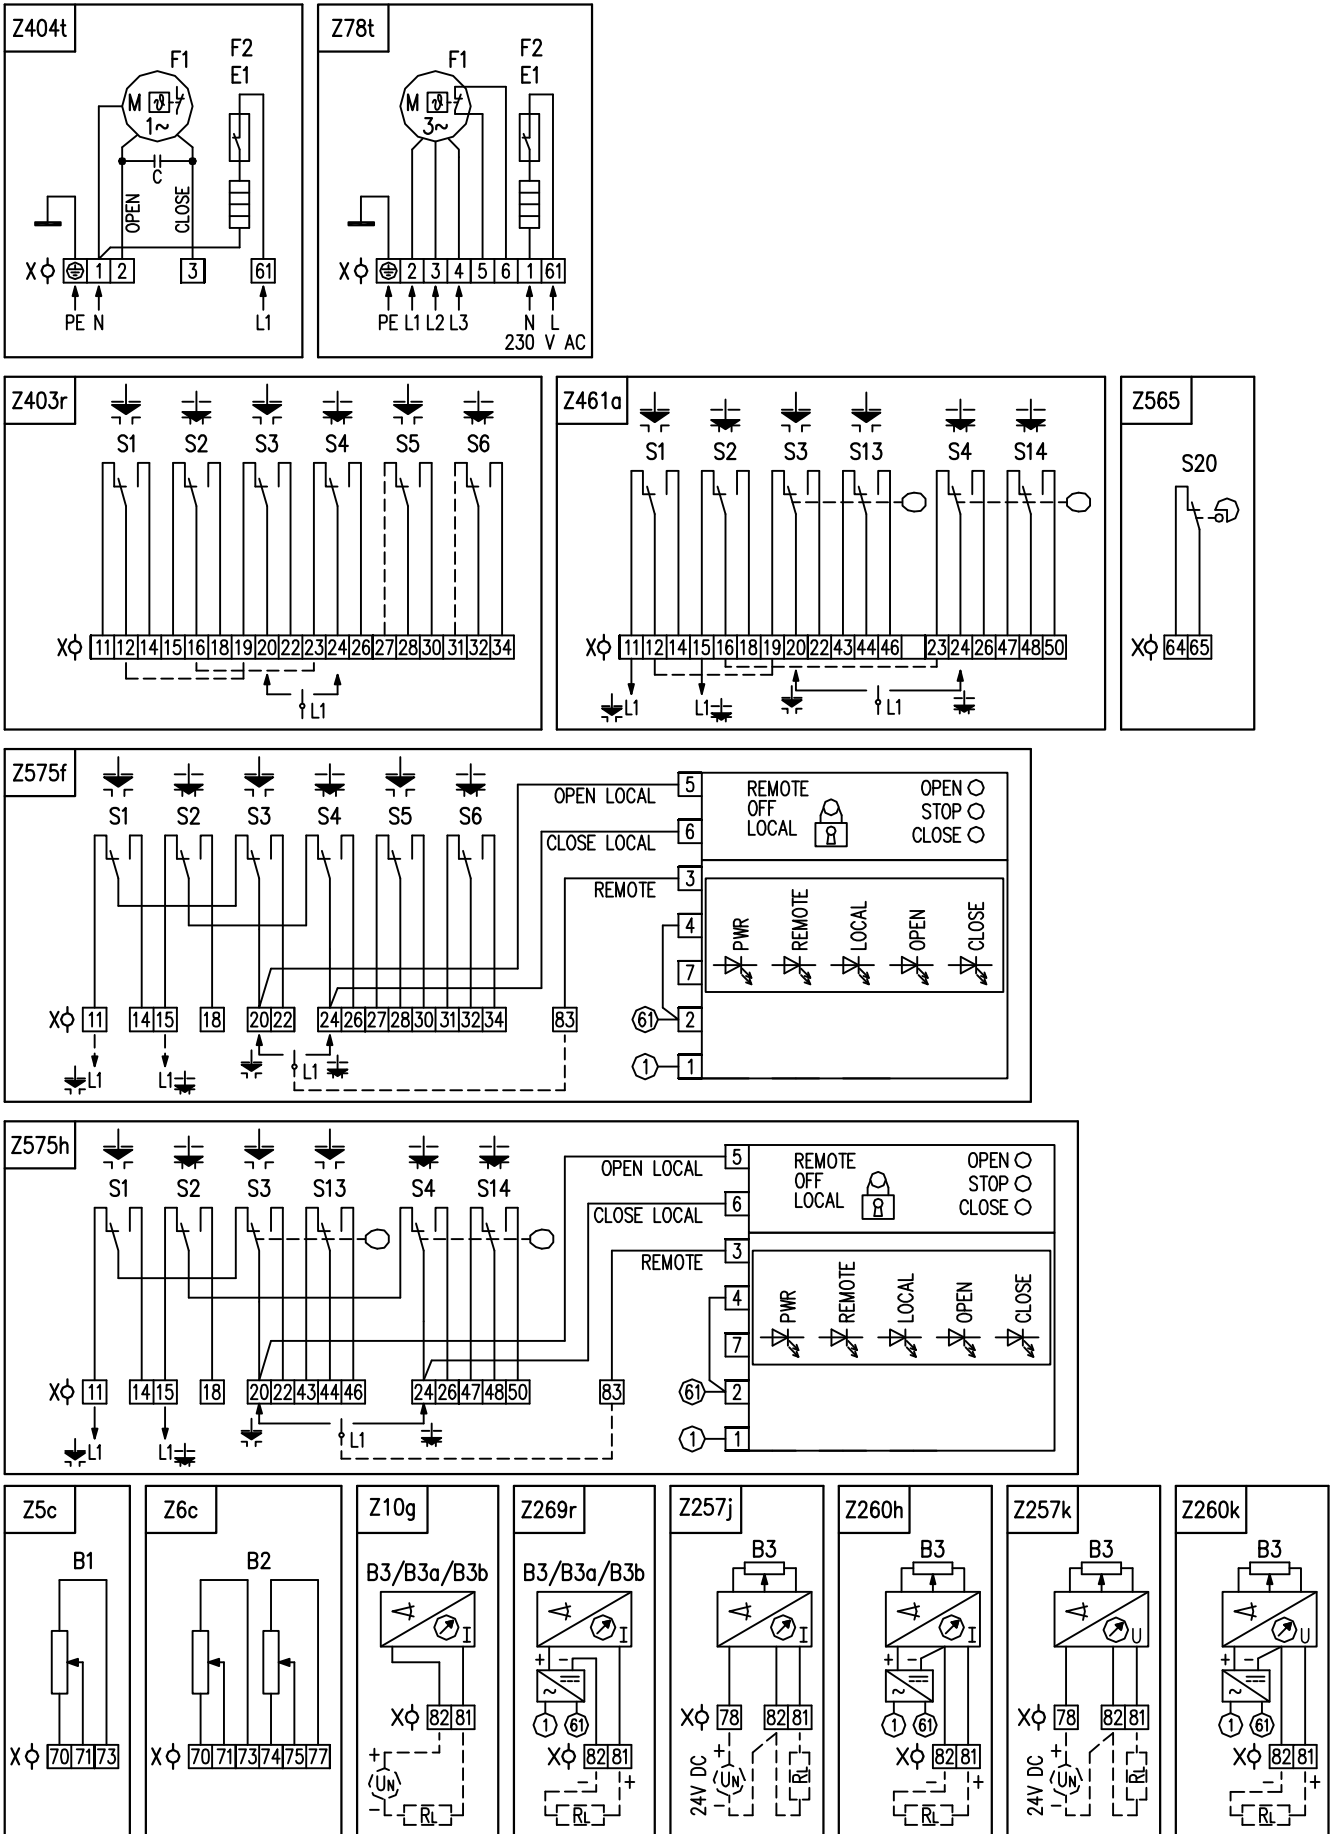 Z404t
F1
F2
E1
M
ϑ
1~
C
OPEN
CLOSE
X 1 2 3 61
PE N L1
Z78t
F1
F2
E1
M
ϑ
3~
X 2 3 4 5 6 1 61
PE L1 L2 L3 N L
230 V AC
Z403r
S1 S2 S3 S4 S5 S6
X 11 12 14 15 16 18 19 20 22 23 24 26 27 28 30 31 32 34
L1
Z461a
S1 S2 S3 S13 S4 S14
X 11 12 14 15 16 18 19 20 22 43 44 46 23 24 26 47 48 50
L1 L1 L1
Z565
S20
X 64 65
Z575f
S1 S2 S3 S4 S5 S6
OPEN LOCAL
CLOSE LOCAL
REMOTE
5
6
3
4
7
61 2
1 1
REMOTE
OFF
LOCAL
OPEN
STOP
CLOSE
PWR REMOTE LOCAL OPEN CLOSE
X 11 14 15 18 20 22 24 26 27 28 30 31 32 34 83
L1 L1 L1
Z575h
S1 S2 S3 S13 S4 S14
OPEN LOCAL
CLOSE LOCAL
REMOTE
5
6
3
4
7
61 2
1 1
REMOTE
OFF
LOCAL
OPEN
STOP
CLOSE
PWR REMOTE LOCAL OPEN CLOSE
X 11 14 15 18 20 22 43 44 46 24 26 47 48 50 83
L1 L1 L1
Z5c
B1
X 70 71 73
Z6c
B2
X 70 71 73 74 75 77
Z10g
B3/B3a/B3b
I
X 82 81
+
UN
−
RL
Z269r
B3/B3a/B3b
I
+ −
~
1 61
X 82 81
− +
RL
Z257j
B3
I
X 78 82 81
24V DC
+
UN
−
RL
Z260h
B3
I
+ −
~
1 61
X 82 81
− +
RL
Z257k
B3
U
X 78 82 81
24V DC
+
UN
−
RL
Z260k
B3
U
+ −
~
1 61
X 82 81
− +
RL